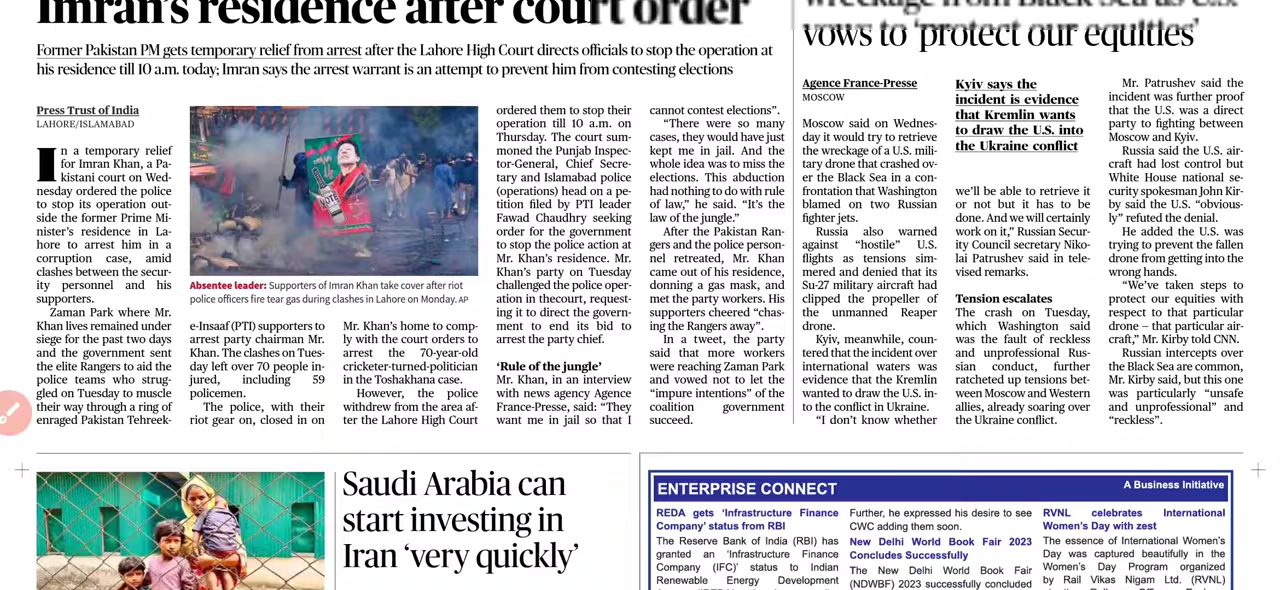 Imran's residence after court order
Former Pakistan PM gets temporary relief from arrest after the Lahore High Court directs officials to stop the operation at
his residence till 10 a.m. today; Imran says the arrest warrant is an attempt to prevent him from contesting elections
Press Trust of India
LAHORE/ISLAMABAD
In a temporary relief
for Imran Khan, a Pa-
kistani court on Wed-
nesday ordered the police
to stop its operation out-
side the former Prime Mi-
nister's residence in La-
hore to arrest him in a
corruption case, amid
clashes between the secur-
ity personnel and his
supporters.
Zaman Park where Mr.
Khan lives remained under
siege for the past two days
and the government sent
the elite Rangers to aid the
police teams who strug-
gled on Tuesday to muscle
their way through a ring of
enraged Pakistan Tehreek-
VOTE
Absentee leader: Supporters of Imran Khan take cover after riot
police officers fire tear gas during clashes in Lahore on Monday. AP
e-Insaaf (PTI) supporters to
arrest party chairman Mr.
Khan. The clashes on Tues-
day left over 70 people in-
jured, including 59
policemen.
The police, with their
riot gear on, closed in on
Mr. Khan's home to comp-
ly with the court orders to
arrest the 70-year-old
cricketer-turned-politician
in the Toshakhana case.
However, the police
withdrew from the area af-
ter the Lahore High Court
ordered them to stop their
operation till 10 a.m. on
Thursday. The court sum-
moned the Punjab Inspec-
tor-General, Chief Secre-
tary and Islamabad police
(operations) head on a pe-
tition filed by PTI leader
Fawad Chaudhry seeking
order for the government
to stop the police action at
Mr. Khan's residence. Mr.
Khan's party on Tuesday
challenged the police oper-
ation in thecourt, request-
ing it to direct the govern-
ment to end its bid to
arrest the party chief.
'Rule of the jungle'
Mr. Khan, in an interview
with news agency Agence
France-Presse, said: "They
want me in jail so that I
cannot contest elections".
"There were so many
cases, they would have just
kept me in jail. And the
whole idea was to miss the
elections. This abduction
had nothing to do with rule
of law," he said. "It's the
law of the jungle."
After the Pakistan Ran-
gers and the police person-
nel retreated, Mr. Khan
came out of his residence,
donning a gas mask, and
met the party workers. His
supporters cheered "chas-
ing the Rangers away".
In a tweet, the party
said that more workers
were reaching Zaman Park
and vowed not to let the
"impure intentions" of the
coalition government
succeed.
wreckage from Black Sea as U.S.
vows to 'protect our equities'
Agence France-Presse
MOSCOW
Moscow said on Wednes-
day it would try to retrieve
the wreckage of a U.S. mili-
tary drone that crashed ov-
er the Black Sea in a con-
frontation that Washington
blamed on two Russian
fighter jets.
Russia also warned
against "hostile" U.S.
flights as tensions sim-
mered and denied that its
Su-27 military aircraft had
clipped the propeller of
the unmanned Reaper
drone.
Kyiv, meanwhile, coun-
tered that the incident over
international waters was
evidence that the Kremlin
wanted to draw the U.S. in-
to the conflict in Ukraine.
"I don't know whether
Kyiv says the
incident is evidence
that Kremlin wants
to draw the U.S. into
the Ukraine conflict
we'll be able to retrieve it
or not but it has to be
done. And we will certainly
work on it," Russian Secur-
ity Council secretary Niko-
lai Patrushev said in tele-
vised remarks.
Tension escalates
The crash on Tuesday,
which Washington said
was the fault of reckless
and unprofessional Rus-
sian conduct, further
ratcheted up tensions bet-
ween Moscow and Western
allies, already soaring over
the Ukraine conflict.
Mr. Patrushev said the
incident was further proof
that the U.S. was a direct
party to fighting between
Moscow and Kyiv.
Russia said the U.S. air-
craft had lost control but
White House national se-
curity spokesman John Kir-
by said the U.S. "obvious-
ly" refuted the denial.
He added the U.S. was
trying to prevent the fallen
drone from getting into the
wrong hands.
"We've taken steps to
protect our equities with
respect to that particular
drone – that particular air-
craft," Mr. Kirby told CNN.
Russian intercepts over
the Black Sea are common,
Mr. Kirby said, but this one
was particularly "unsafe
and unprofessional" and
"reckless".
Saudi Arabia can
start investing in
Iran 'very quickly'
ENTERPRISE CONNECT
A Business Initiative
REDA gets 'Infrastructure Finance
Company' status from RBI
The Reserve Bank of India (RBI) has
granted an 'Infrastructure Finance
Company (IFC)' status to Indian
Renewable Energy Development
Further, he expressed his desire to see
CWC adding them soon.
New Delhi World Book Fair 2023
Concludes Successfully
The New Delhi World Book Fair
(NDWBF) 2023 successfully concluded
RVNL celebrates International
Women's Day with zest
The essence of International Women's
Day was captured beautifully in the
Women's Day Program organized
by Rail Vikas Nigam Ltd. (RVNL)